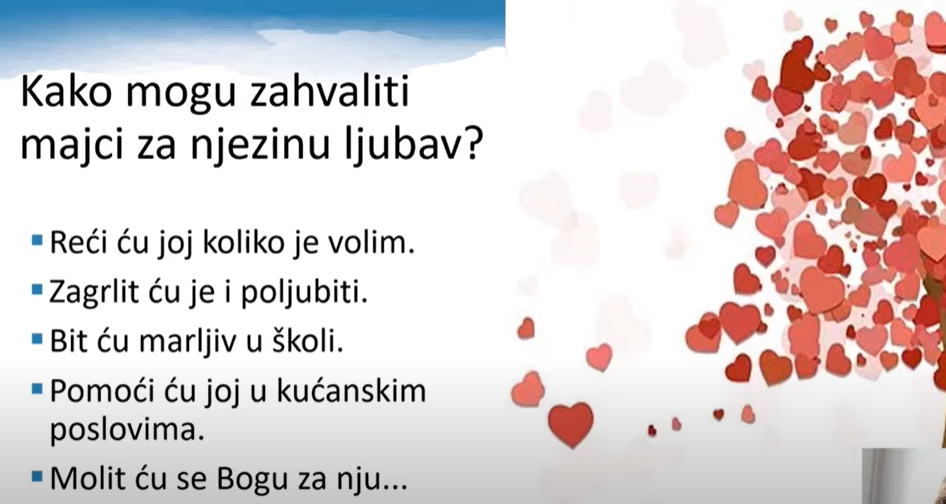 Kako mogu zahvaliti
majci za njezinu ljubav?
▪ Reći ću joj koliko je volim.
▪ Zagrlit ću je i poljubiti.
▪ Bit ću marljiv u školi.
▪ Pomoći ću joj u kućanskim
poslovima.
▪ Molit ću se Bogu za nju...